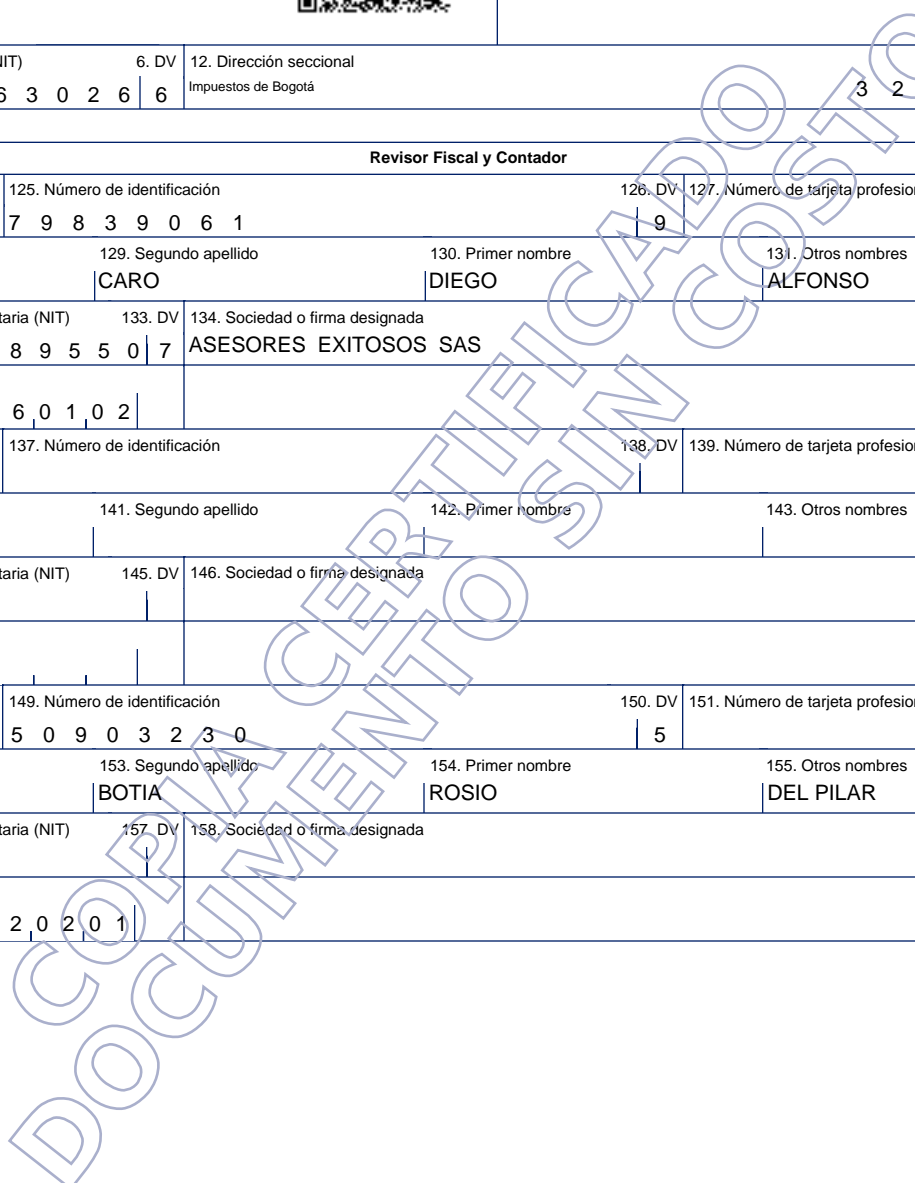 IIT) 6. DV 12. Dirección seccional
6 3 0 2 6 6 Impuestos de Bogotá 3 2
Revisor Fiscal y Contador
125. Número de identificación 126. DV 127. Número de tarjeta profesion
7 9 8 3 9 0 6 1 9
129. Segundo apellido 130. Primer nombre 131. Otros nombres
CARO DIEGO ALFONSO
taria (NIT) 133. DV 134. Sociedad o firma designada
8 9 5 5 0 7 ASESORES EXITOSOS SAS
6 0 1 0 2
137. Número de identificación 138. DV 139. Número de tarjeta profesion
141. Segundo apellido 142. Primer nombre 143. Otros nombres
taria (NIT) 145. DV 146. Sociedad o firma designada
149. Número de identificación 150. DV 151. Número de tarjeta profesion
5 0 9 0 3 2 3 0 5
153. Segundo apellido 154. Primer nombre 155. Otros nombres
BOTIA ROSIO DEL PILAR
taria (NIT) 157. DV 158. Sociedad o firma designada
2 0 2 0 1
COPIA CERTIFICADO
DOCUMENTO SIN COSTO